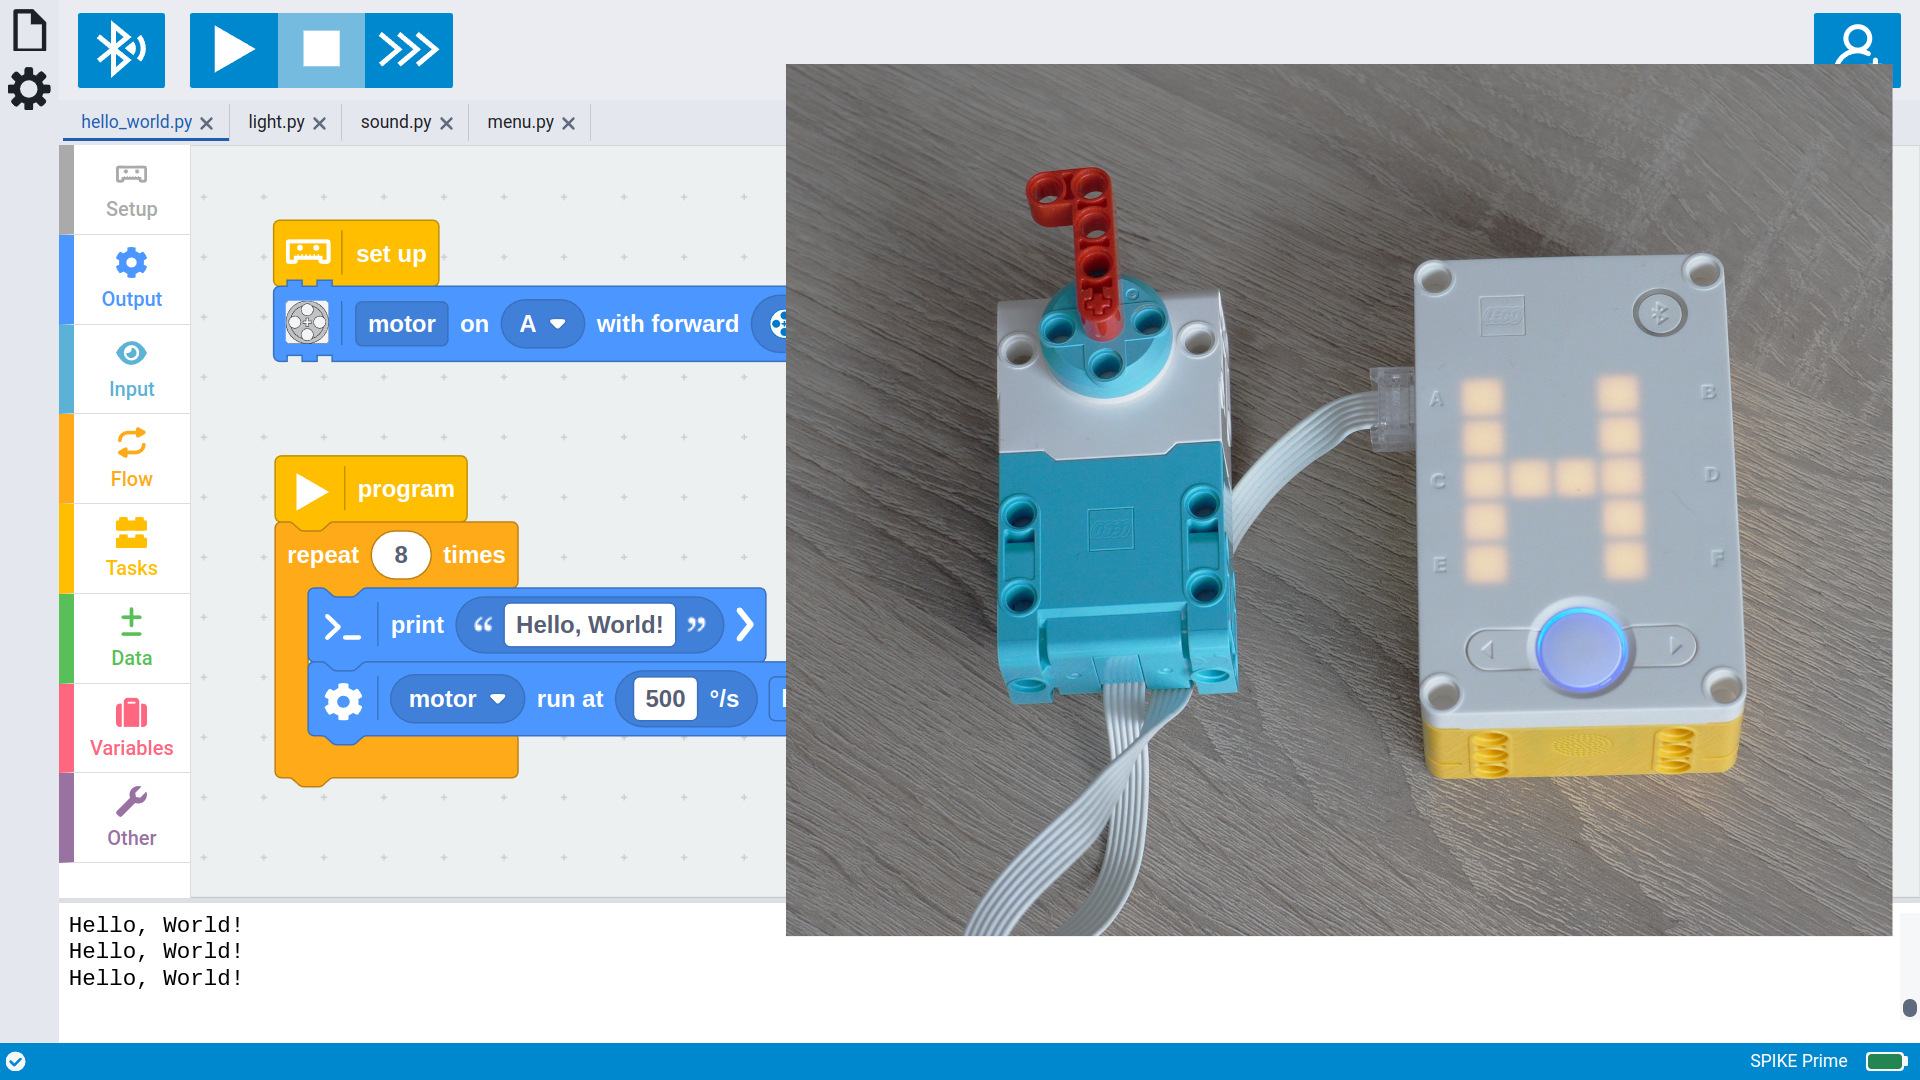 hello_world.py
light.py
sound.py
menu.py
Setup
Output
Input
Flow
Tasks
Data
Variables
Other
set up
motor on A with forward
program
repeat 8 times
print “ Hello, World! ”
motor run at 500 °/s
LEGO
A B
C D
E F
H
LEGO
Hello, World!
Hello, World!
Hello, World!
SPIKE Prime